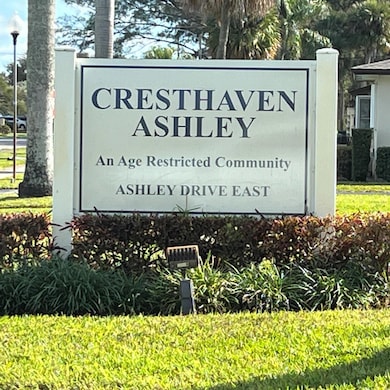 CRESTHAVEN
ASHLEY
An Age Restricted Community
ASHLEY DRIVE EAST